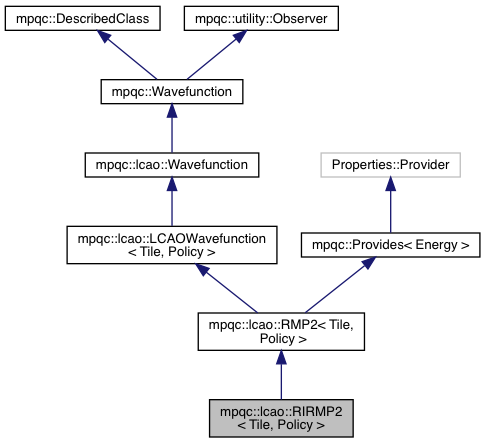 mpqc::DescribedClass
mpqc::utility::Observer
mpqc::Wavefunction
mpqc::lcao::Wavefunction
Properties::Provider
mpqc::lcao::LCAOWavefunction
< Tile, Policy >
mpqc::Provides< Energy >
mpqc::lcao::RMP2< Tile,
Policy >
mpqc::lcao::RIRMP2
< Tile, Policy >